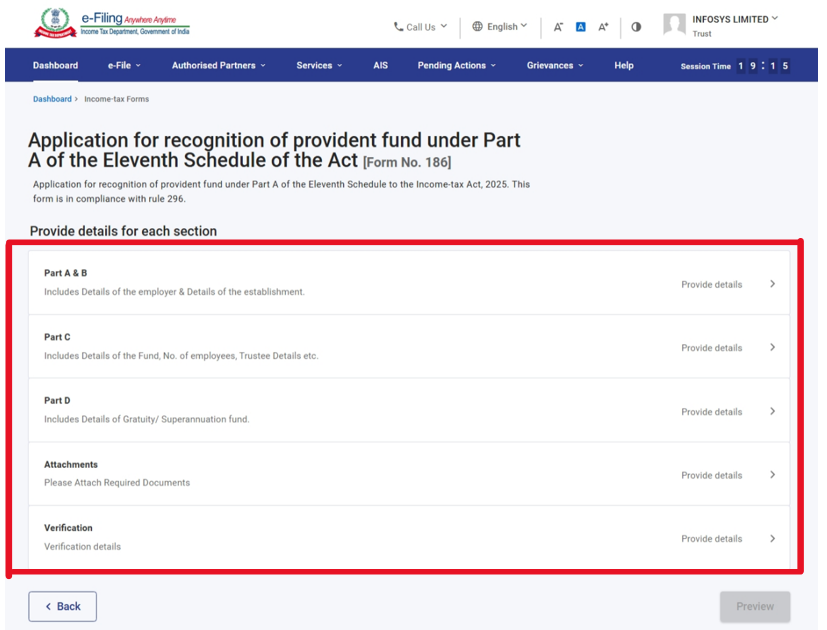 e-Filing Anywhere Anytime
Income Tax Department, Government of India
Call Us
English
A-
A
A+
INFOSYS LIMITED
Trust
Dashboard
e-File
Authorised Partners
Services
AIS
Pending Actions
Grievances
Help
Session Time 1 9 : 1 5
Dashboard > Income-tax Forms
Application for recognition of provident fund under Part
A of the Eleventh Schedule of the Act [Form No. 186]
Application for recognition of provident fund under Part A of the Eleventh Schedule to the Income-tax Act, 2025. This
form is in compliance with rule 296.
Provide details for each section
Part A & B
Includes Details of the employer & Details of the establishment.
Provide details
Part C
Includes Details of the Fund, No. of employees, Trustee Details etc.
Provide details
Part D
Includes Details of Gratuity/ Superannuation fund.
Provide details
Attachments
Please Attach Required Documents
Provide details
Verification
Verification details
Provide details
Back
Preview